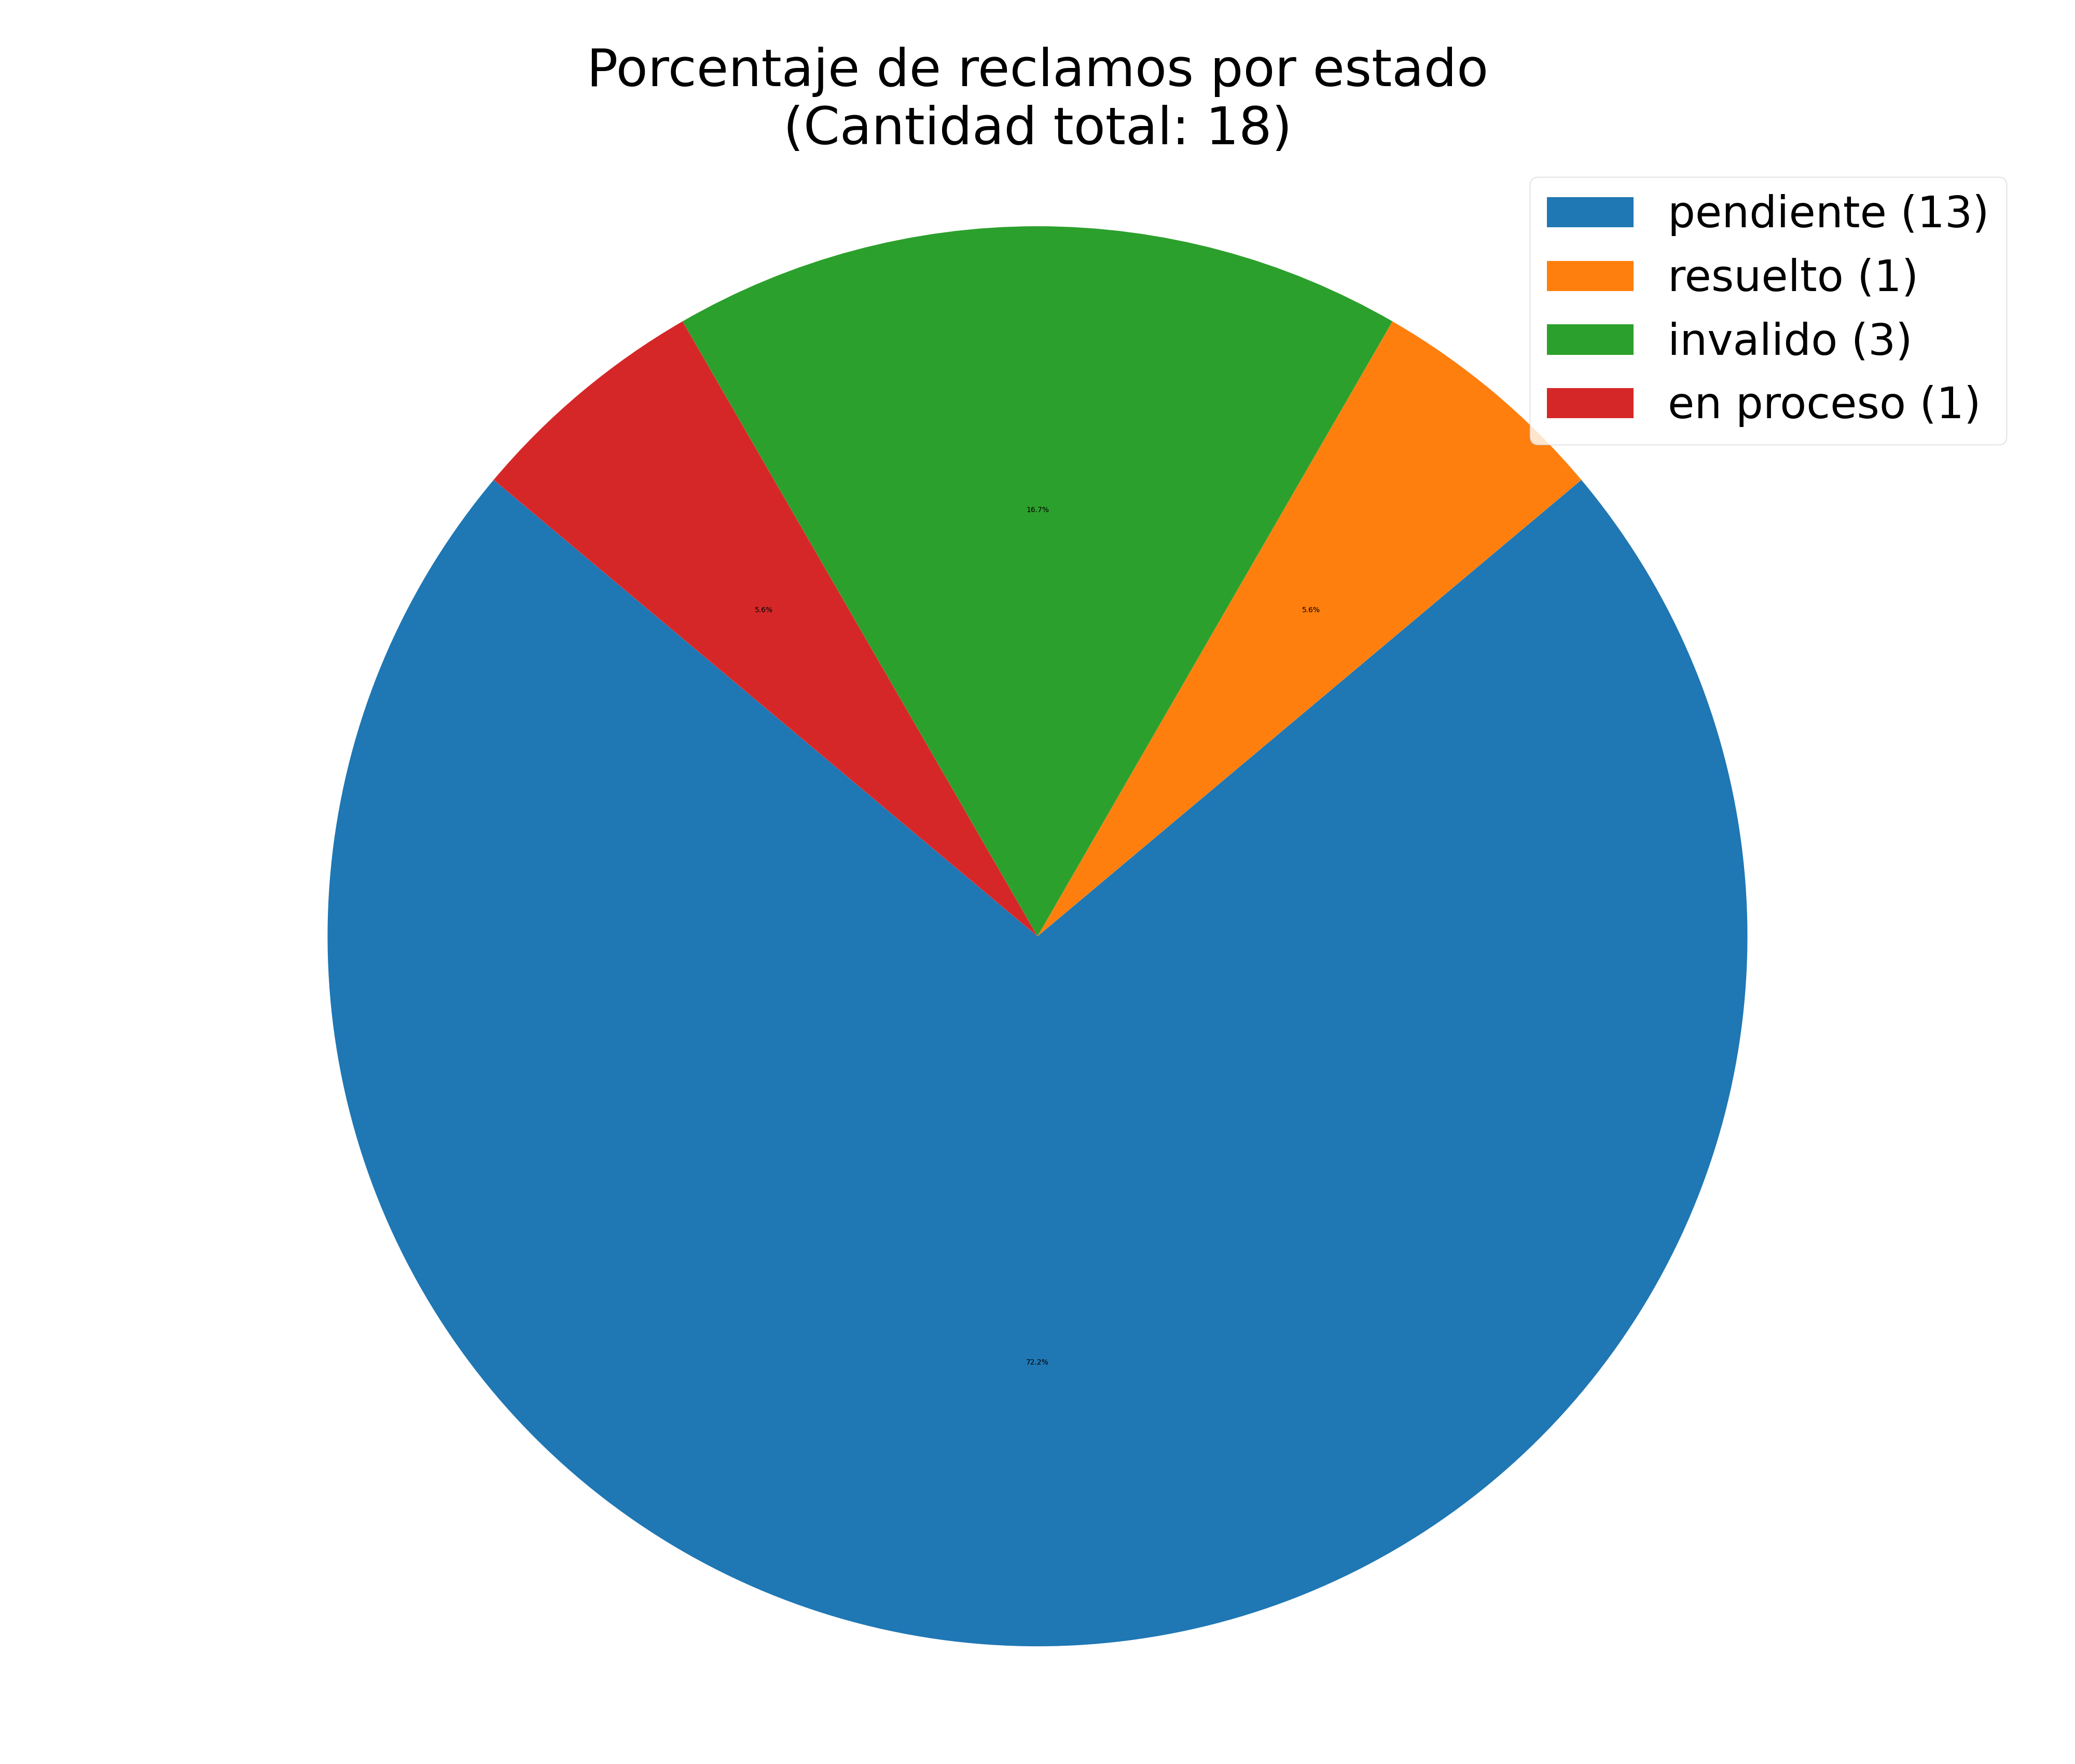 Porcentaje de reclamos por estado
(Cantidad total: 18)
pendiente (13)
resuelto (1)
invalido (3)
en proceso (1)
16.7%
5.6%
5.6%
72.2%